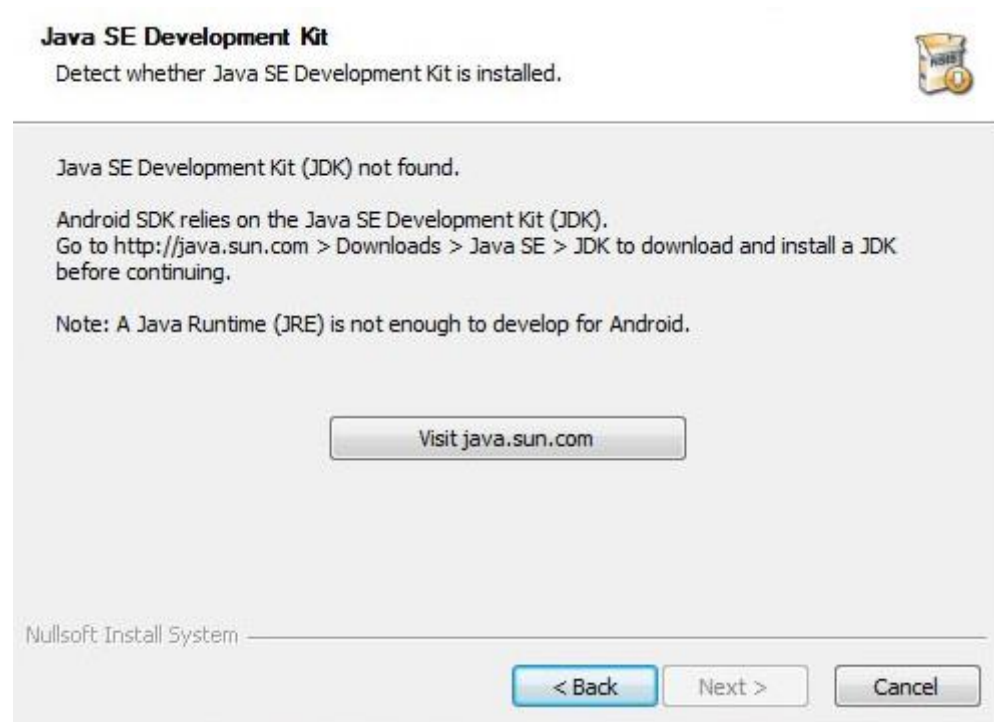 Java SE Development Kit
Detect whether Java SE Development Kit is installed.
NSIS
Java SE Development Kit (JDK) not found.
Android SDK relies on the Java SE Development Kit (JDK).
Go to http://java.sun.com > Downloads > Java SE > JDK to download and install a JDK
before continuing.
Note: A Java Runtime (JRE) is not enough to develop for Android.
Visit java.sun.com
Nullsoft Install System
< Back
Next >
Cancel